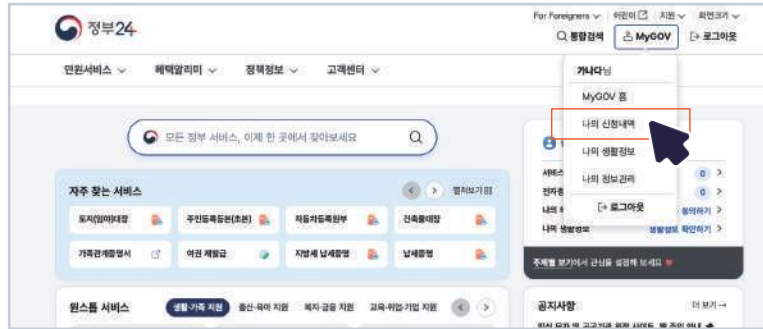 정부24
For Foreigners 어린이 지원 화면크기
통합검색 MyGOV 로그아웃
민원서비스 혜택알리미 정책정보 고객센터
가나다님
MyGOV 홈
나의 신청내역
나의 생활정보
나의 정보관리
로그아웃
모든 정부 서비스, 이제 한 곳에서 찾아보세요
자주 찾는 서비스 펼쳐보기
토지(임야)대장 주민등록등본(초본) 자동차등록원부 건축물대장
가족관계증명서 여권 재발급 지방세 납세증명 납세증명
서비스 0
0
동의하기
나의 생활정보 생활정보 확인하기
주제별 보기에서 관심을 설정해 보세요
원스톱 서비스 생활·가족 지원 출산·육아 지원 복지·금융 지원 교육·취업·기업 지원
공지사항 더 보기